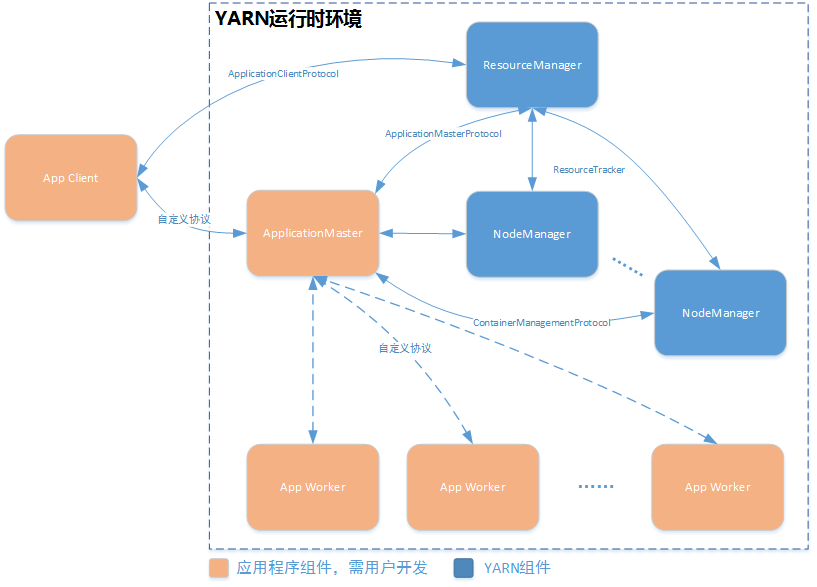 YARN运行时环境
ResourceManager
ApplicationClientProtocol
ApplicationMasterProtocol
ResourceTracker
App Client
自定义协议
ApplicationMaster
NodeManager
NodeManager
ContainerManagementProtocol
自定义协议
App Worker
App Worker
App Worker
应用程序组件，需用户开发
YARN组件